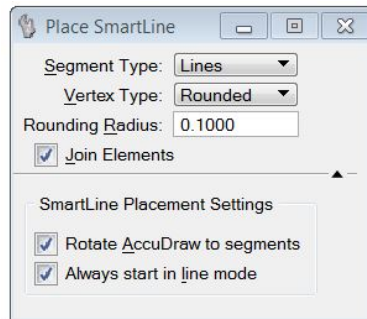 Place SmartLine
Segment Type: Lines
Vertex Type: Rounded
Rounding Radius: 0.1000
Join Elements
SmartLine Placement Settings
Rotate AccuDraw to segments
Always start in line mode